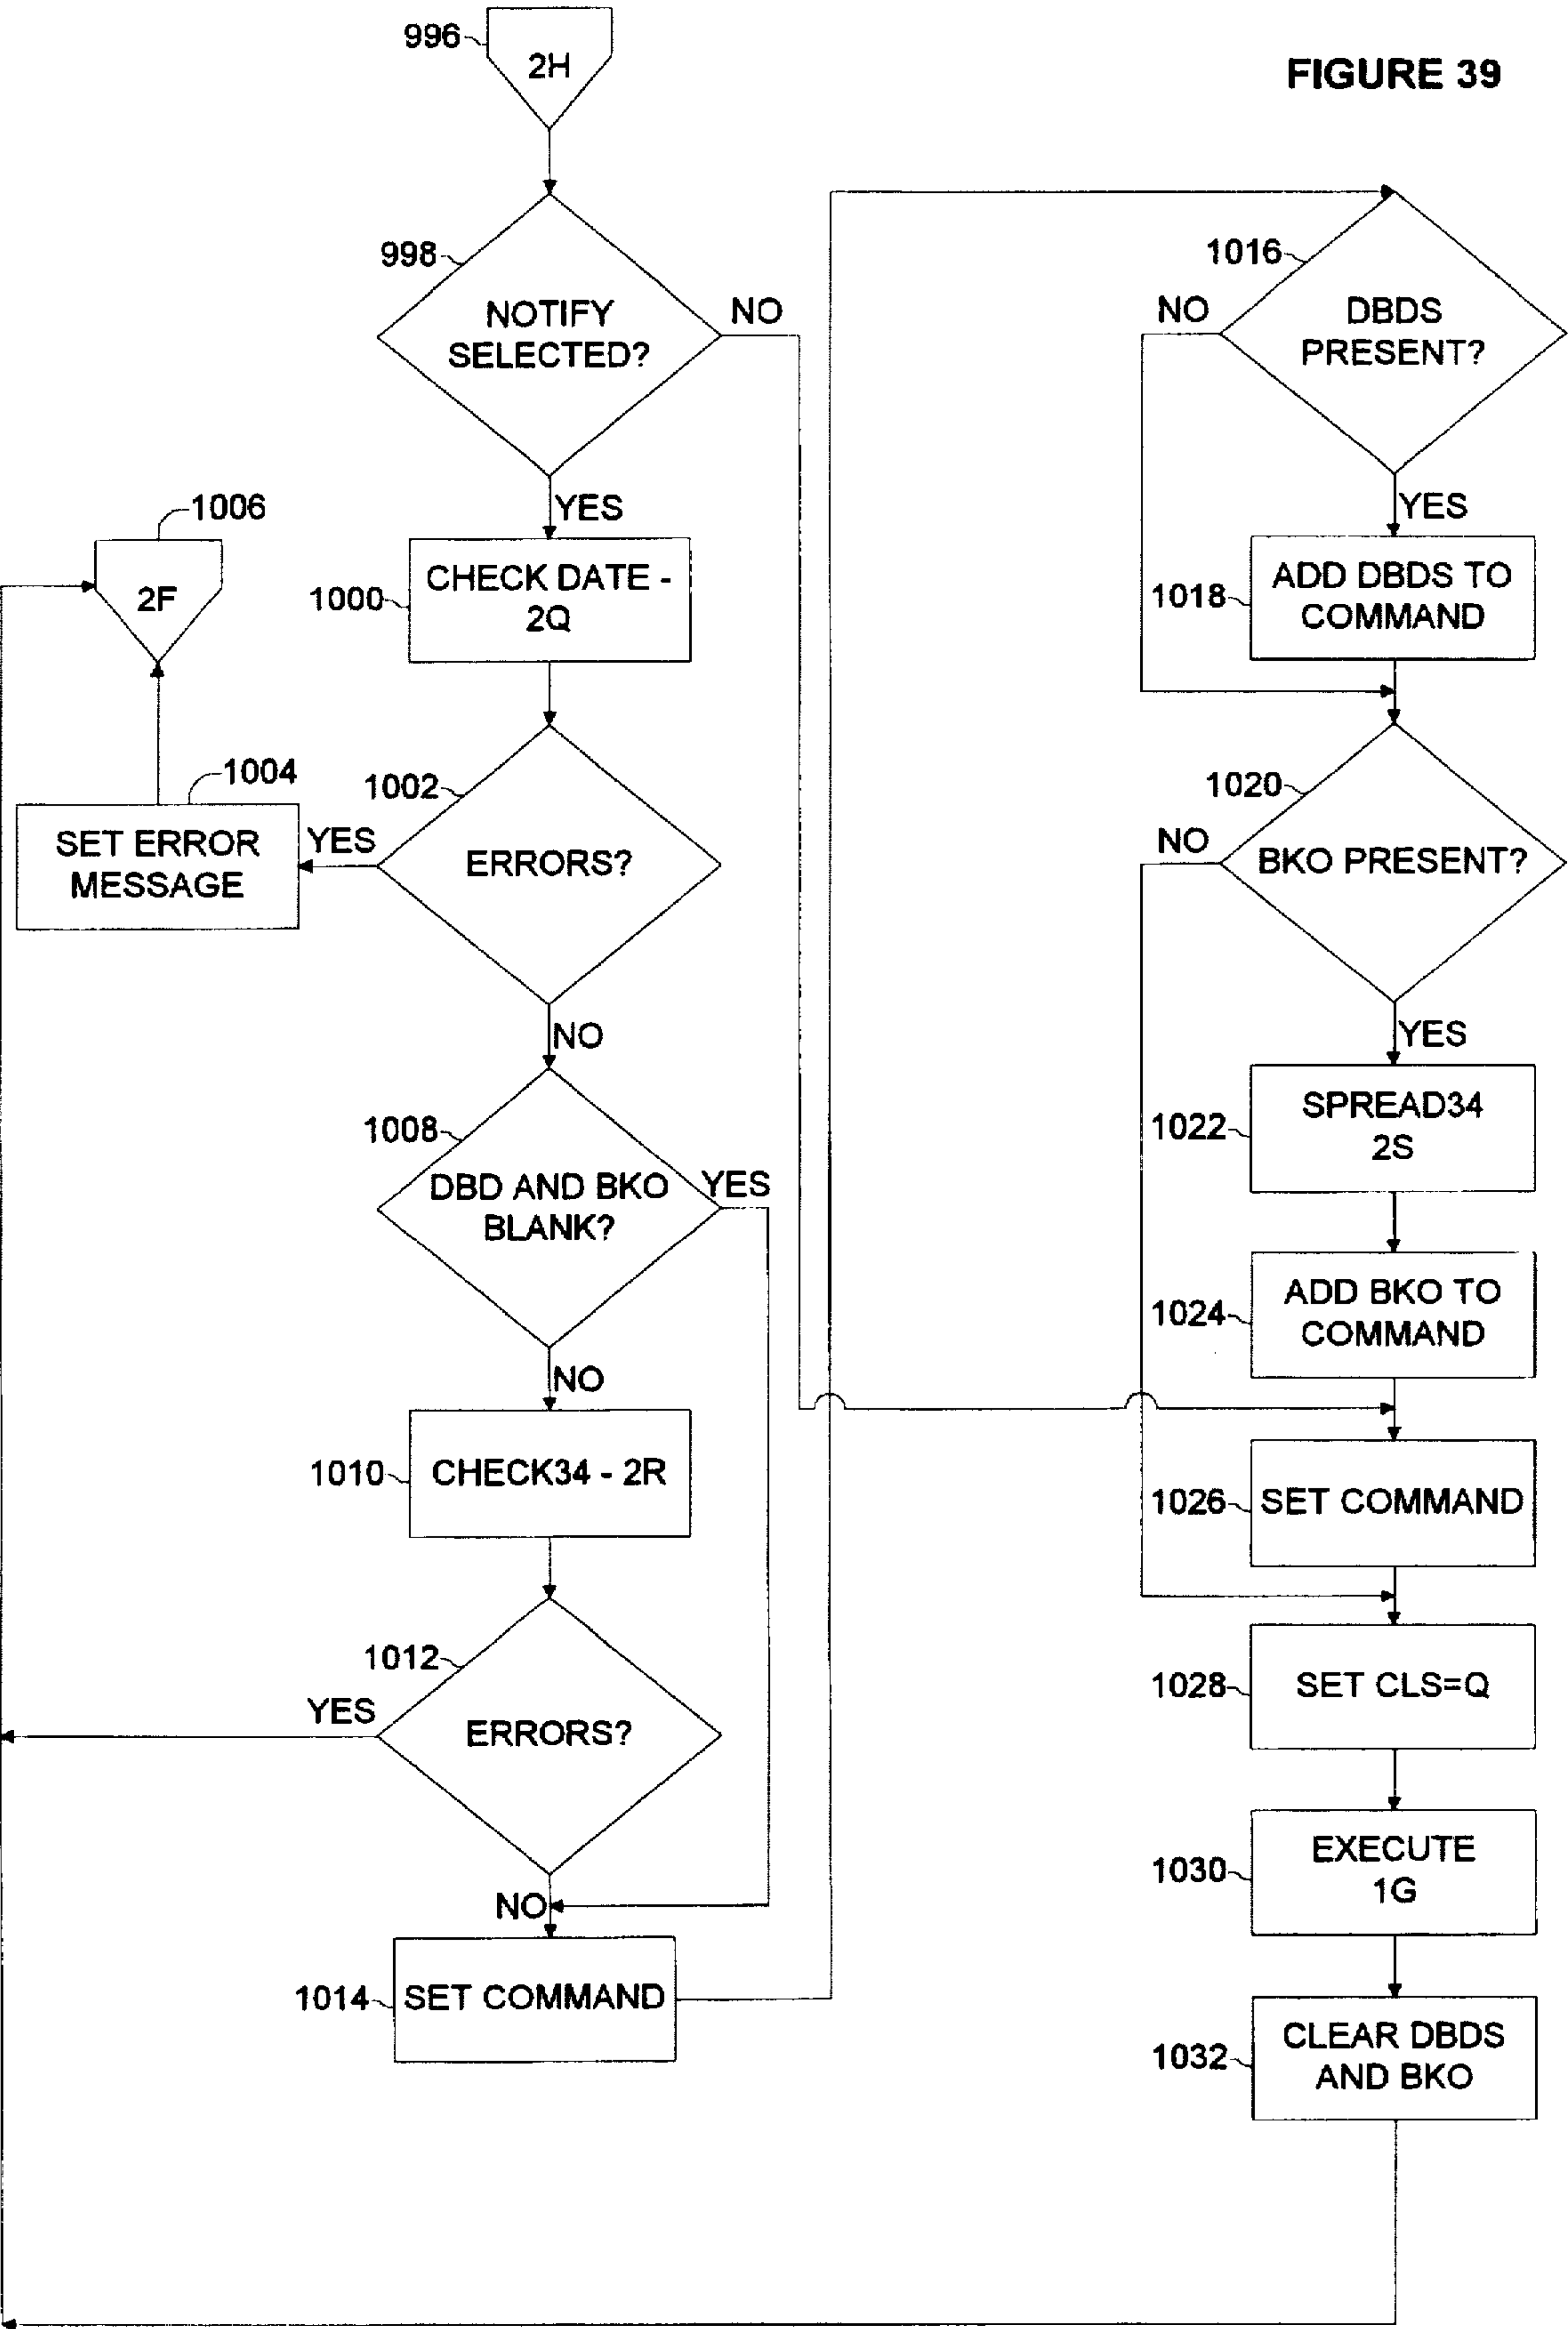 FIGURE 39
996
2H
998
NOTIFY
SELECTED?
NO
YES
1006
2F
1000
CHECK DATE -
2Q
1004
SET ERROR
MESSAGE
YES
1002
ERRORS?
NO
1008
DBD AND BKO
BLANK?
YES
NO
1010
CHECK34 - 2R
1012
YES
ERRORS?
NO
1014
SET COMMAND
1016
NO
DBDS
PRESENT?
YES
1018
ADD DBDS TO
COMMAND
1020
NO
BKO PRESENT?
YES
1022
SPREAD34
2S
1024
ADD BKO TO
COMMAND
1026
SET COMMAND
1028
SET CLS=Q
1030
EXECUTE
1G
1032
CLEAR DBDS
AND BKO